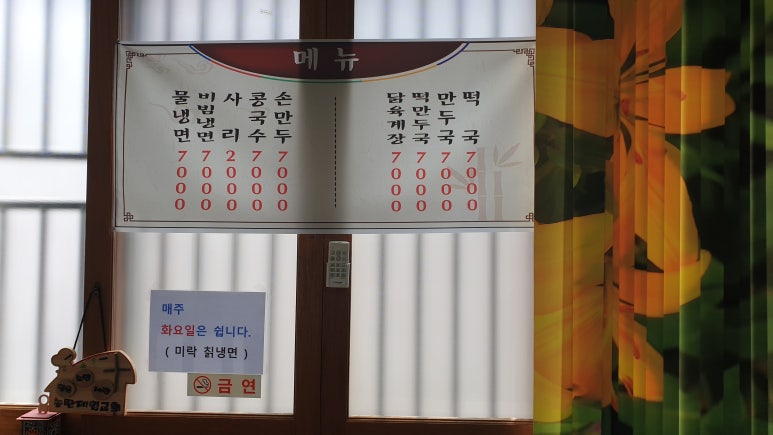 메뉴
물냉면 7000
비빔냉면 7000
사리 2000
콩국수 7000
손만두 7000
닭육계장 7000
떡만두국 7000
만두국 7000
떡국 7000
매주
화요일은 쉽니다.
( 미락 칡냉면 )
금연